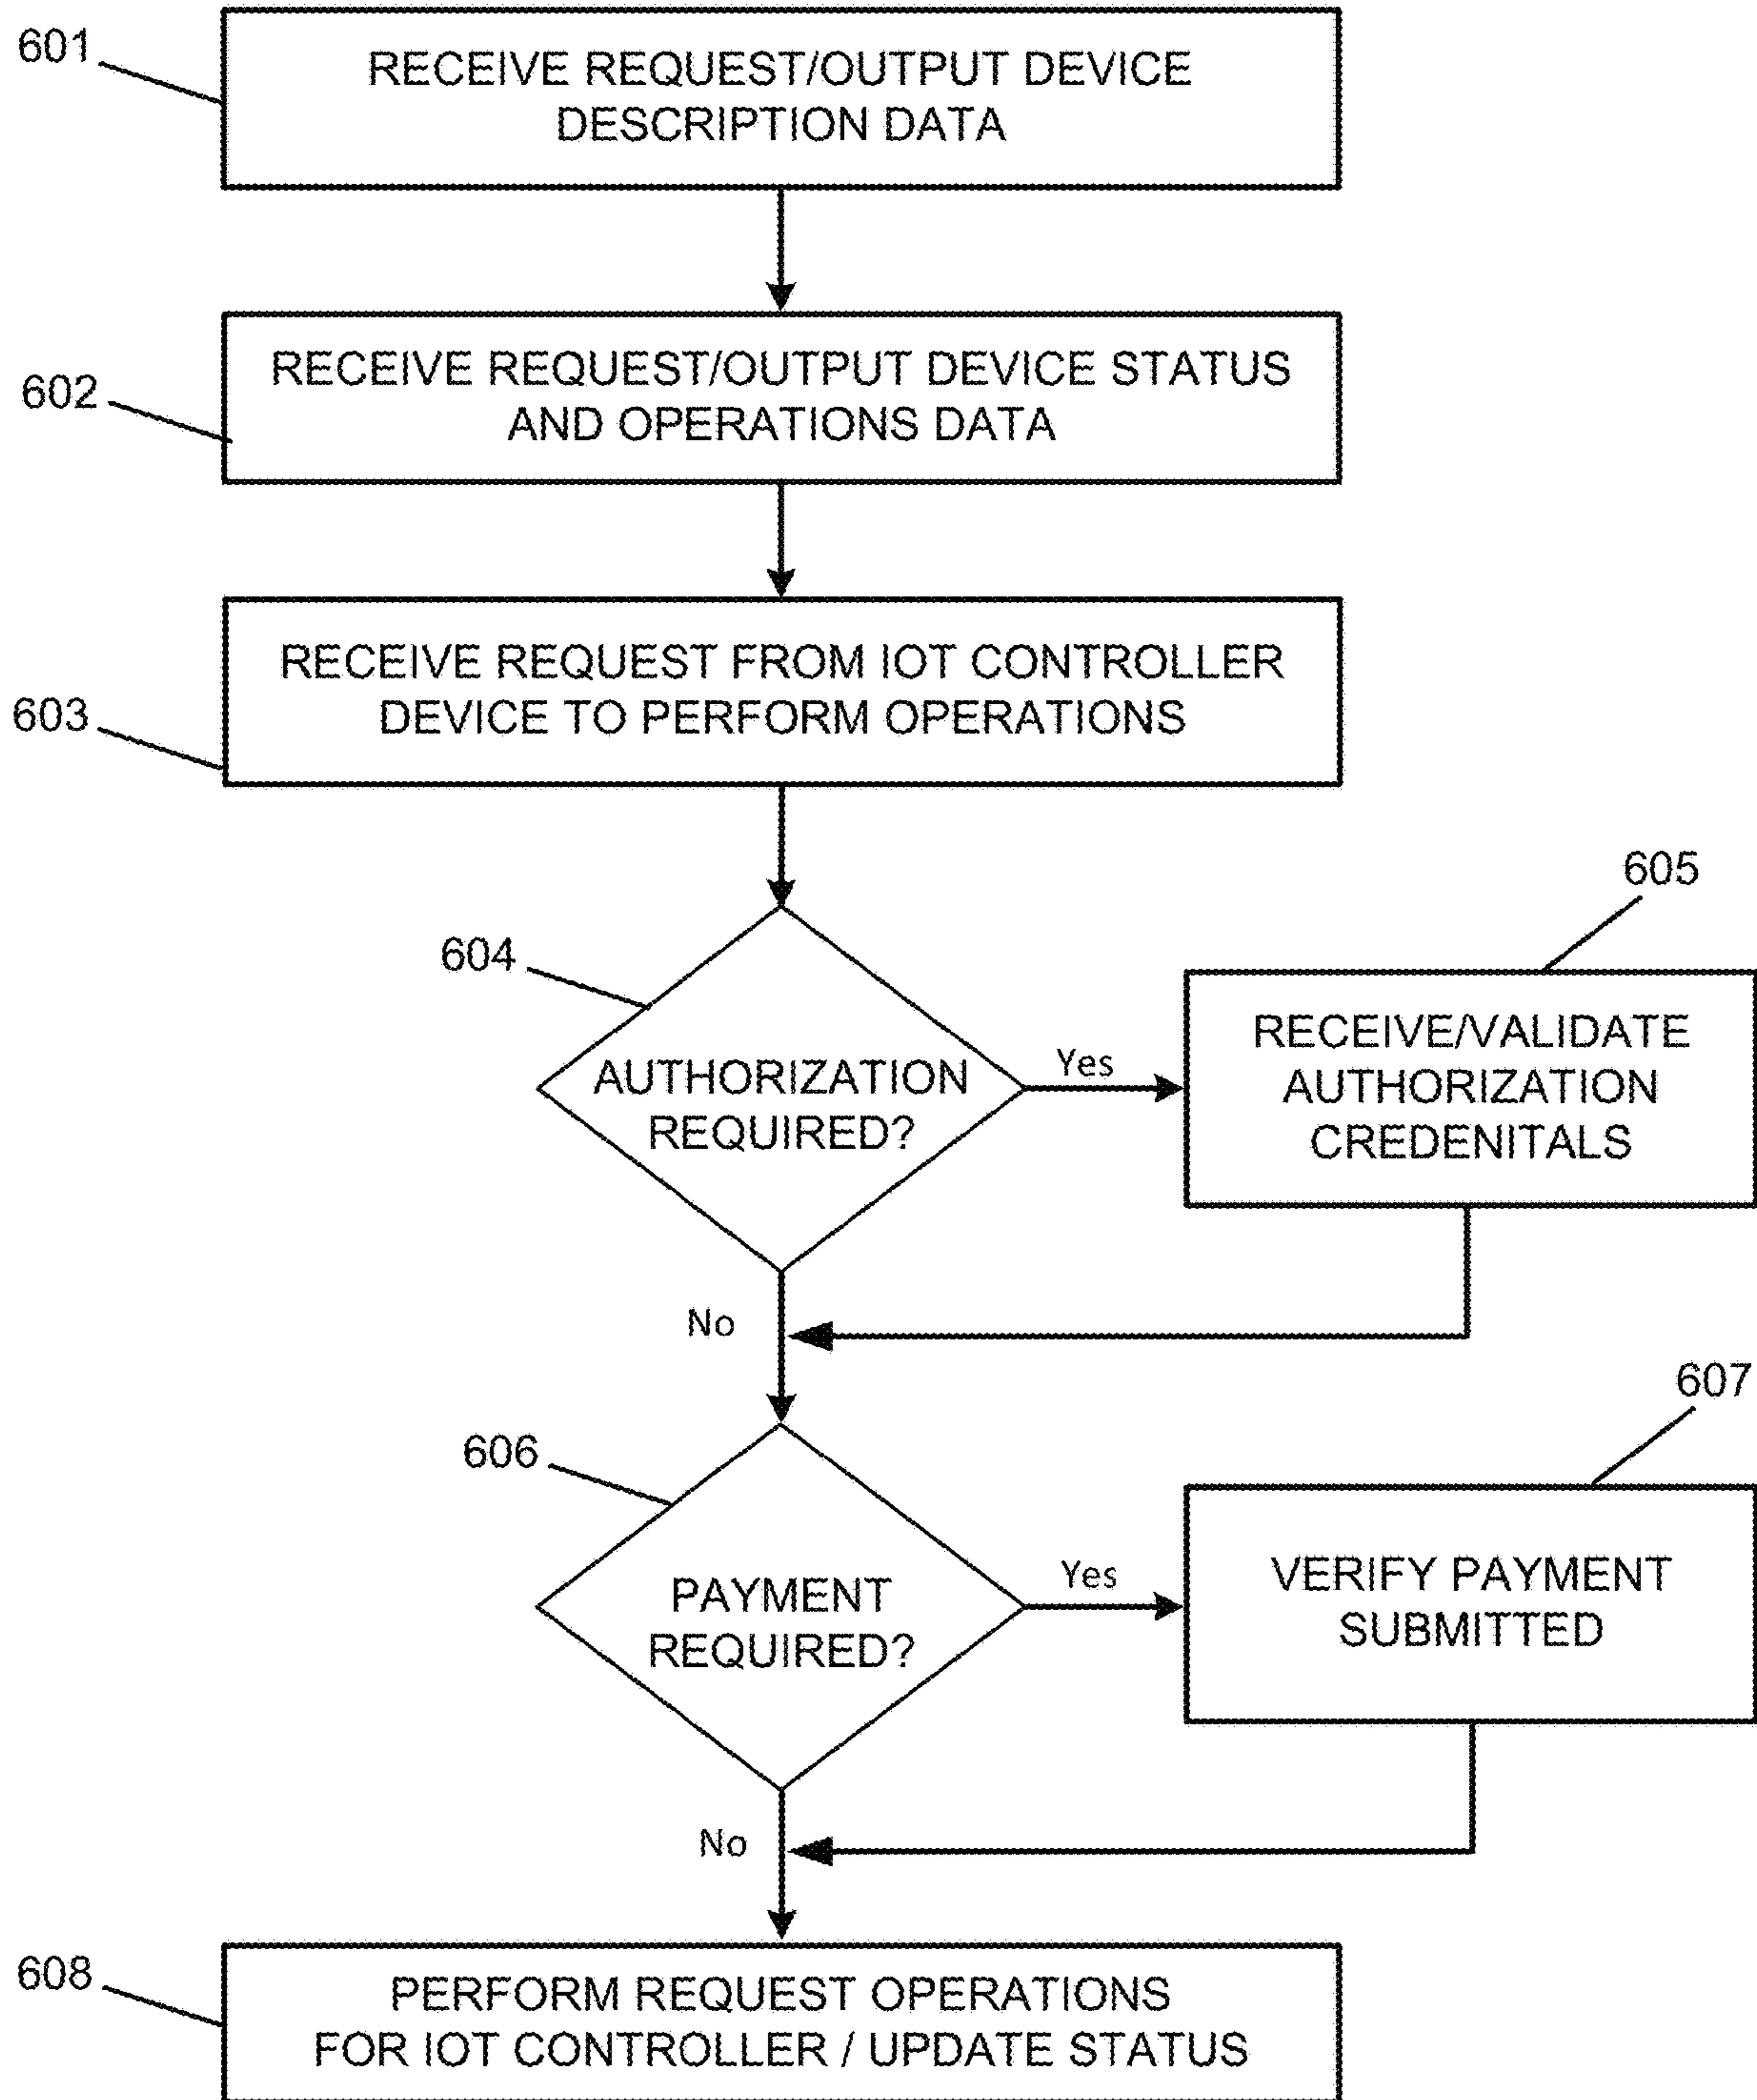 601
RECEIVE REQUEST/OUTPUT DEVICE
DESCRIPTION DATA
602
RECEIVE REQUEST/OUTPUT DEVICE STATUS
AND OPERATIONS DATA
603
RECEIVE REQUEST FROM IOT CONTROLLER
DEVICE TO PERFORM OPERATIONS
604
AUTHORIZATION
REQUIRED?
Yes
605
RECEIVE/VALIDATE
AUTHORIZATION
CREDENITALS
No
606
PAYMENT
REQUIRED?
Yes
607
VERIFY PAYMENT
SUBMITTED
No
608
PERFORM REQUEST OPERATIONS
FOR IOT CONTROLLER / UPDATE STATUS